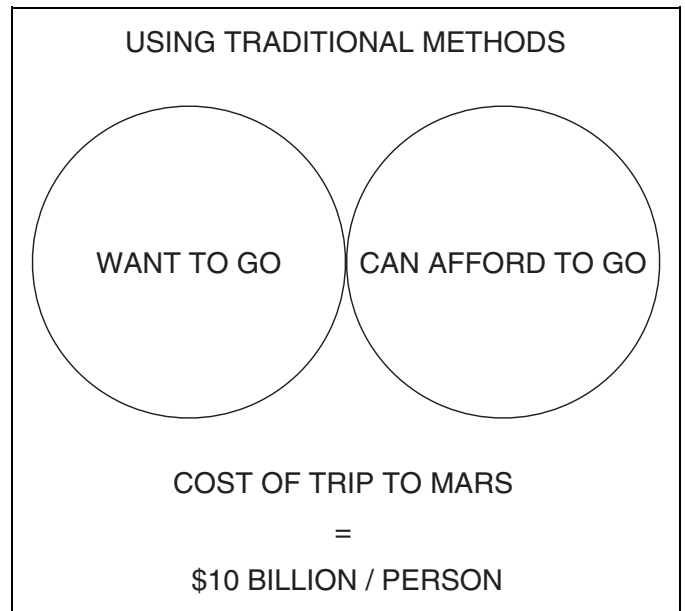 USING TRADITIONAL METHODS
WANT TO GO
CAN AFFORD TO GO
COST OF TRIP TO MARS
=
$10 BILLION / PERSON